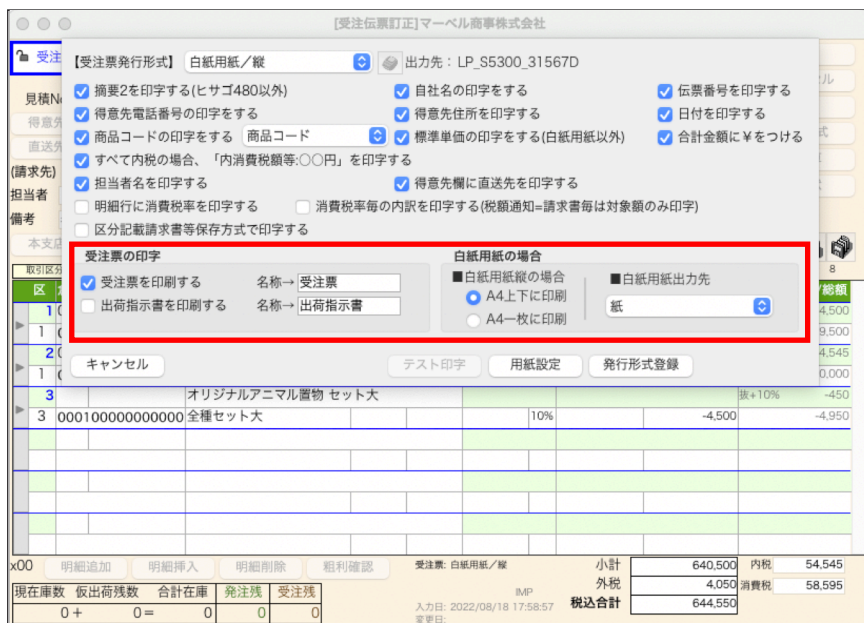 [受注伝票訂正]マーベル商事株式会社
受注
【受注票発行形式】 白紙用紙／縦 出力先： LP_S5300_31567D
摘要2を印字する(ヒサゴ480以外) 自社名の印字をする 伝票番号を印字する
見積N
得意先電話番号の印字をする 得意先住所を印字する 日付を印字する
得意先
商品コードの印字をする 商品コード 標準単価の印字をする(白紙用紙以外) 合計金額に￥をつける
直送先
すべて内税の場合、「内消費税額等:○○円」を印字する
(請求先)
担当者名を印字する 得意先欄に直送先を印字する
担当者
明細行に消費税率を印字する 消費税率毎の内訳を印字する(税額通知=請求書毎は対象額のみ印字)
備考
区分記載請求書等保存方式で印字する
本支店
受注票の印字 白紙用紙の場合
取引区分 8
受注票を印刷する 名称→ 受注票 ■白紙用紙縦の場合 ■白紙用紙出力先
区 総額
A4上下に印刷 紙
出荷指示書を印刷する 名称→ 出荷指示書
A4一枚に印刷
1 4,500
1 9,500
2 4,545
キャンセル テスト印字 用紙設定 発行形式登録
1 0,000
3 オリジナルアニマル置物 セット大 抜+10% -450
3 000100000000000 全種セット大 10% -4,500 -4,950
x00 明細追加 明細挿入 明細削除 粗利確認 受注票: 白紙用紙／縦 小計 640,500 内税 54,545
外税 4,050 消費税 58,595
現在庫数 仮出荷残数 合計在庫 発注残 受注残 IMP
税込合計 644,550
0 + 0 = 0 0 0 入力日: 2022/08/18 17:58:57
変更日: